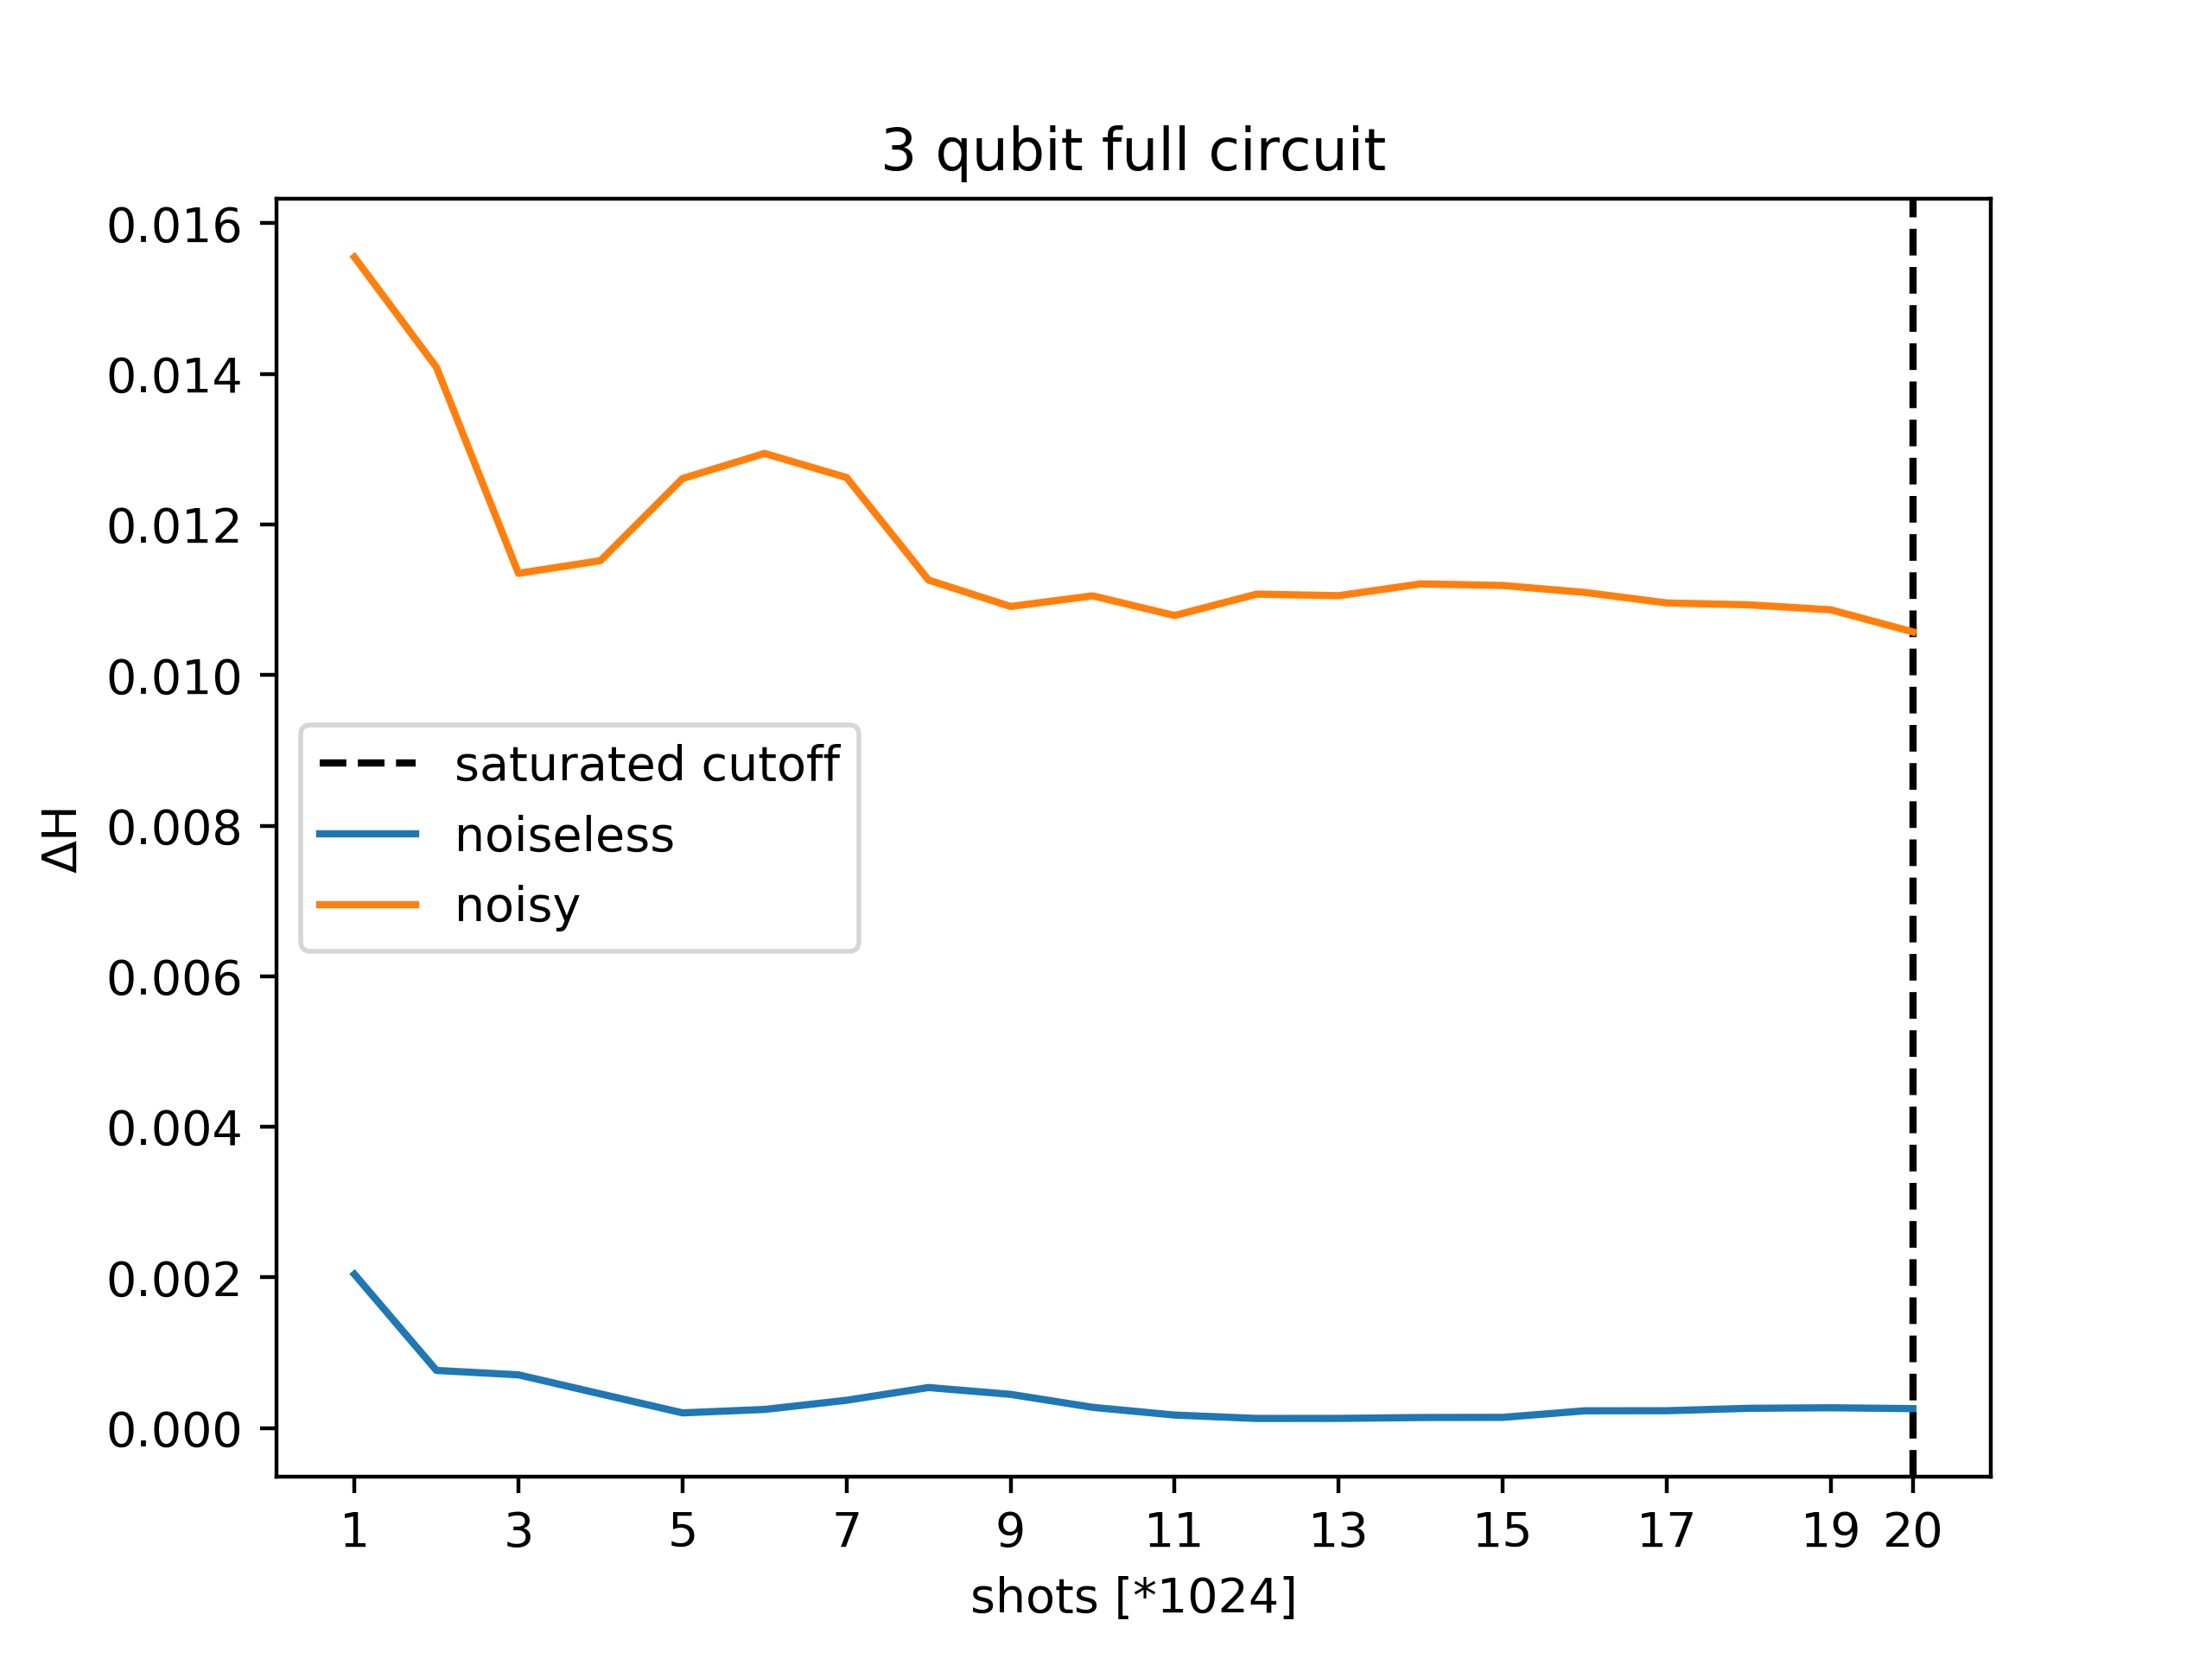 3 qubit full circuit
0.016
0.014
0.012
0.010
0.008
0.006
0.004
0.002
0.000
ΔH
saturated cutoff
noiseless
noisy
1 3 5 7 9 11 13 15 17 19 20
shots [*1024]